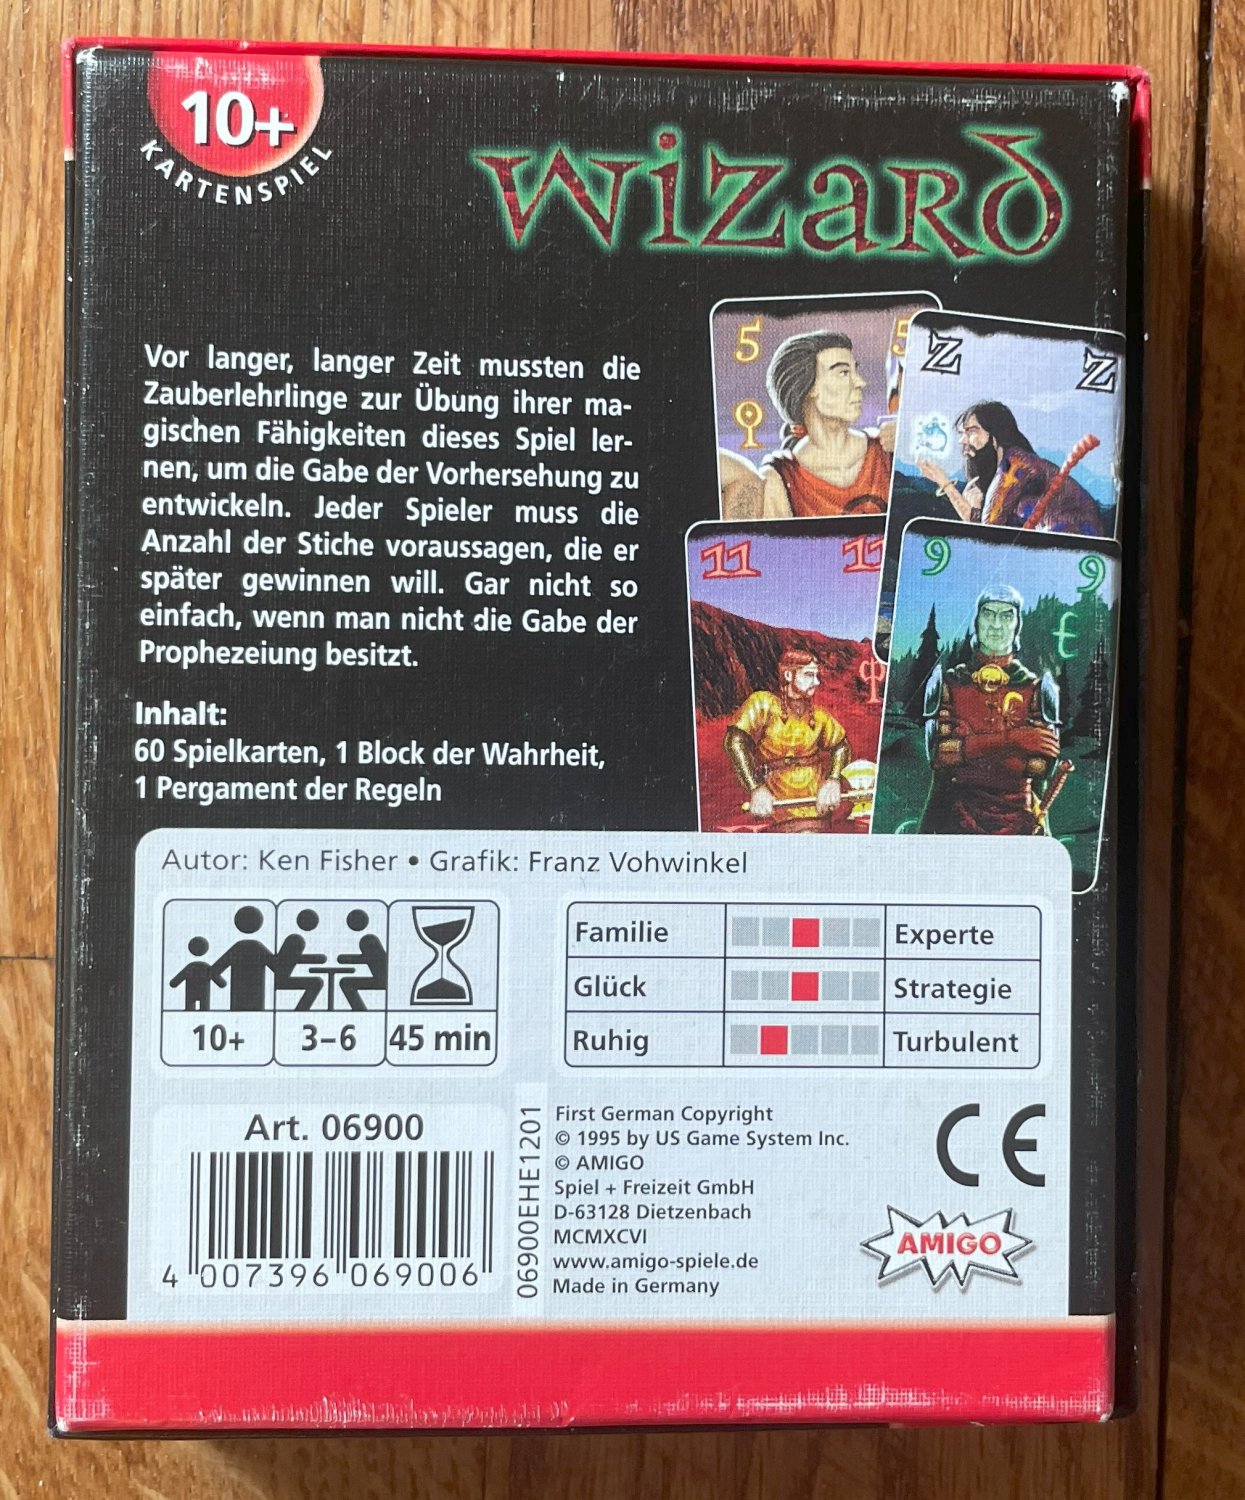 10+
KARTENSPIEL
WIZARD
5
5
Z
Z
11
11
9
9
Vor langer, langer Zeit mussten die
Zauberlehrlinge zur Übung ihrer ma-
gischen Fähigkeiten dieses Spiel ler-
nen, um die Gabe der Vorhersehung zu
entwickeln. Jeder Spieler muss die
Anzahl der Stiche voraussagen, die er
später gewinnen will. Gar nicht so
einfach, wenn man nicht die Gabe der
Prophezeiung besitzt.
Inhalt:
60 Spielkarten, 1 Block der Wahrheit,
1 Pergament der Regeln
Autor: Ken Fisher • Grafik: Franz Vohwinkel
10+ 3–6 45 min
Familie Experte
Glück Strategie
Ruhig Turbulent
Art. 06900
4 007396 069006
06900EHE1201
First German Copyright
© 1995 by US Game System Inc.
© AMIGO
Spiel + Freizeit GmbH
D-63128 Dietzenbach
MCMXCVI
www.amigo-spiele.de
Made in Germany
CE
AMIGO